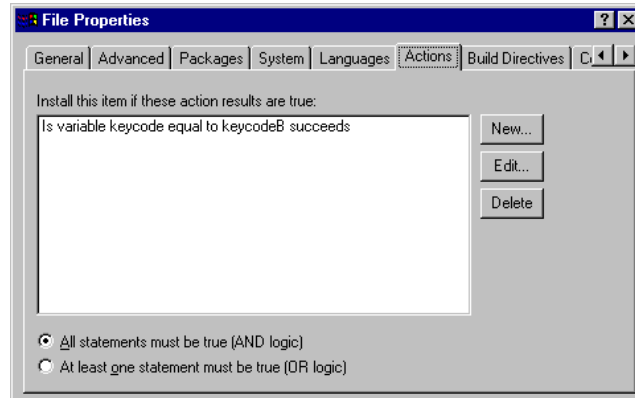 File Properties
General Advanced Packages System Languages Actions Build Directives
Install this item if these action results are true:
Is variable keycode equal to keycodeB succeeds
New...
Edit...
Delete
All statements must be true (AND logic)
At least one statement must be true (OR logic)